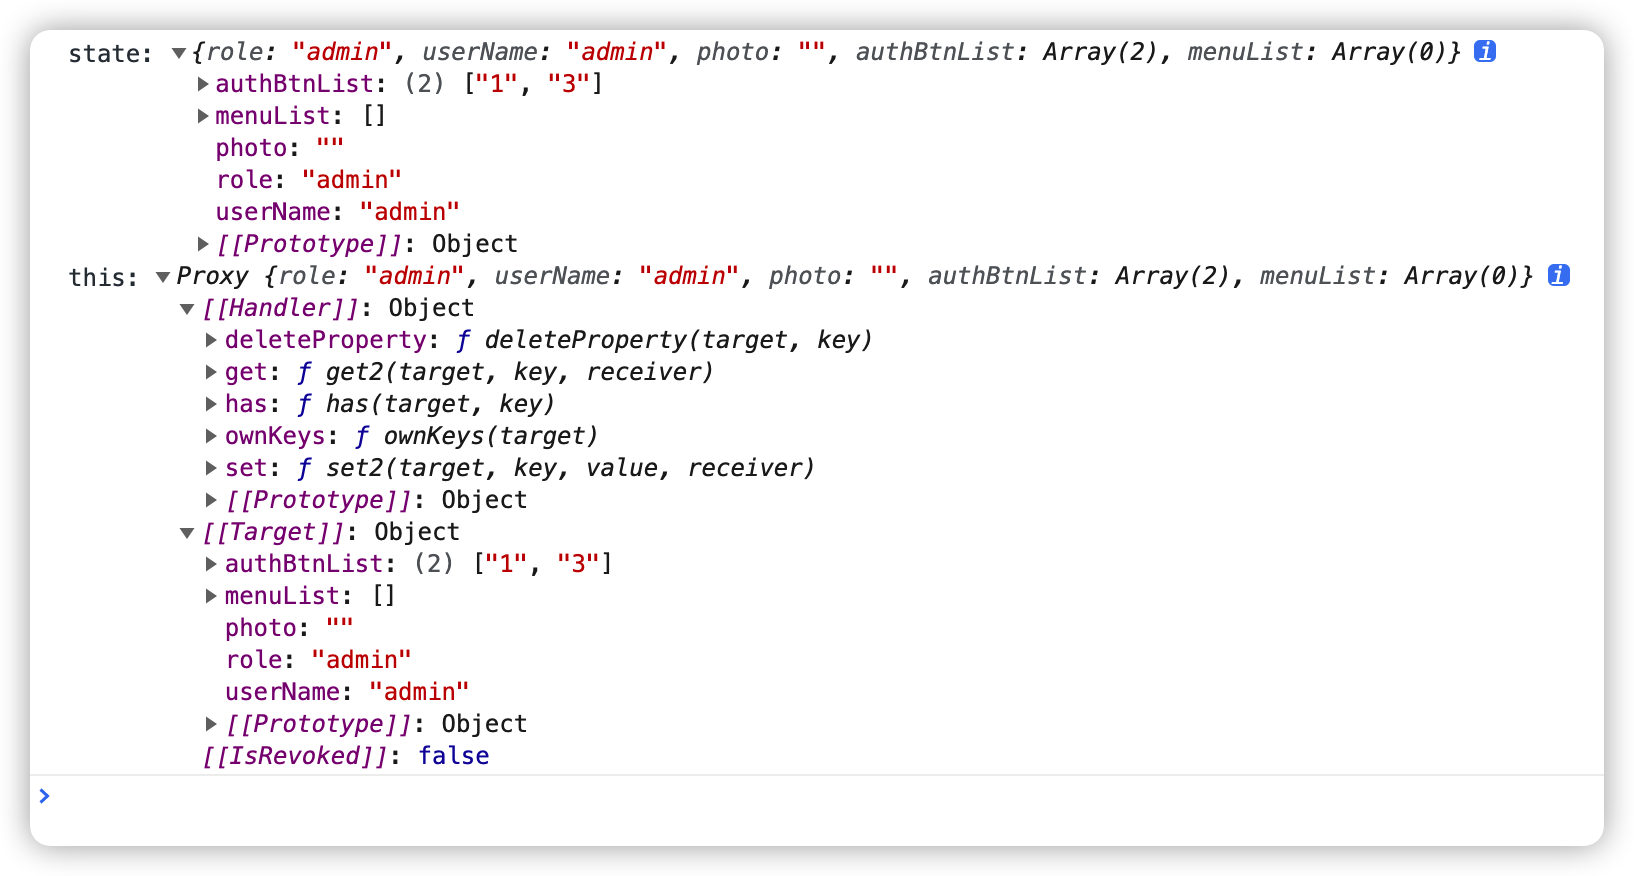 state: ▼{role: "admin", userName: "admin", photo: "", authBtnList: Array(2), menuList: Array(0)} i
▶authBtnList: (2) ["1", "3"]
▶menuList: []
photo: ""
role: "admin"
userName: "admin"
▶[[Prototype]]: Object
this: ▼Proxy {role: "admin", userName: "admin", photo: "", authBtnList: Array(2), menuList: Array(0)} i
▼[[Handler]]: Object
▶deleteProperty: ƒ deleteProperty(target, key)
▶get: ƒ get2(target, key, receiver)
▶has: ƒ has(target, key)
▶ownKeys: ƒ ownKeys(target)
▶set: ƒ set2(target, key, value, receiver)
▶[[Prototype]]: Object
▼[[Target]]: Object
▶authBtnList: (2) ["1", "3"]
▶menuList: []
photo: ""
role: "admin"
userName: "admin"
▶[[Prototype]]: Object
[[IsRevoked]]: false
>